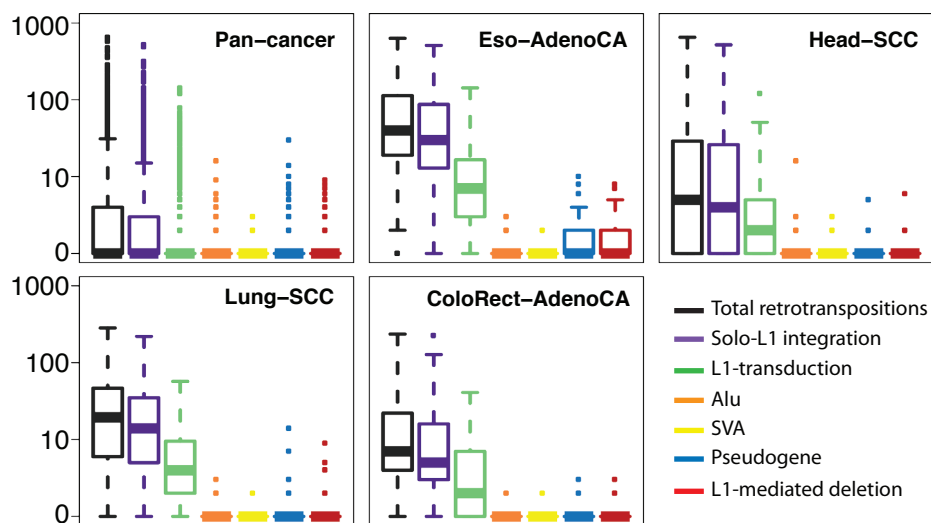 1000
100
10
0
Pan–cancer
Eso–AdenoCA
Head–SCC
1000
100
10
0
Lung–SCC
ColoRect–AdenoCA
Total retrotranspositions
Solo-L1 integration
L1-transduction
Alu
SVA
Pseudogene
L1-mediated deletion